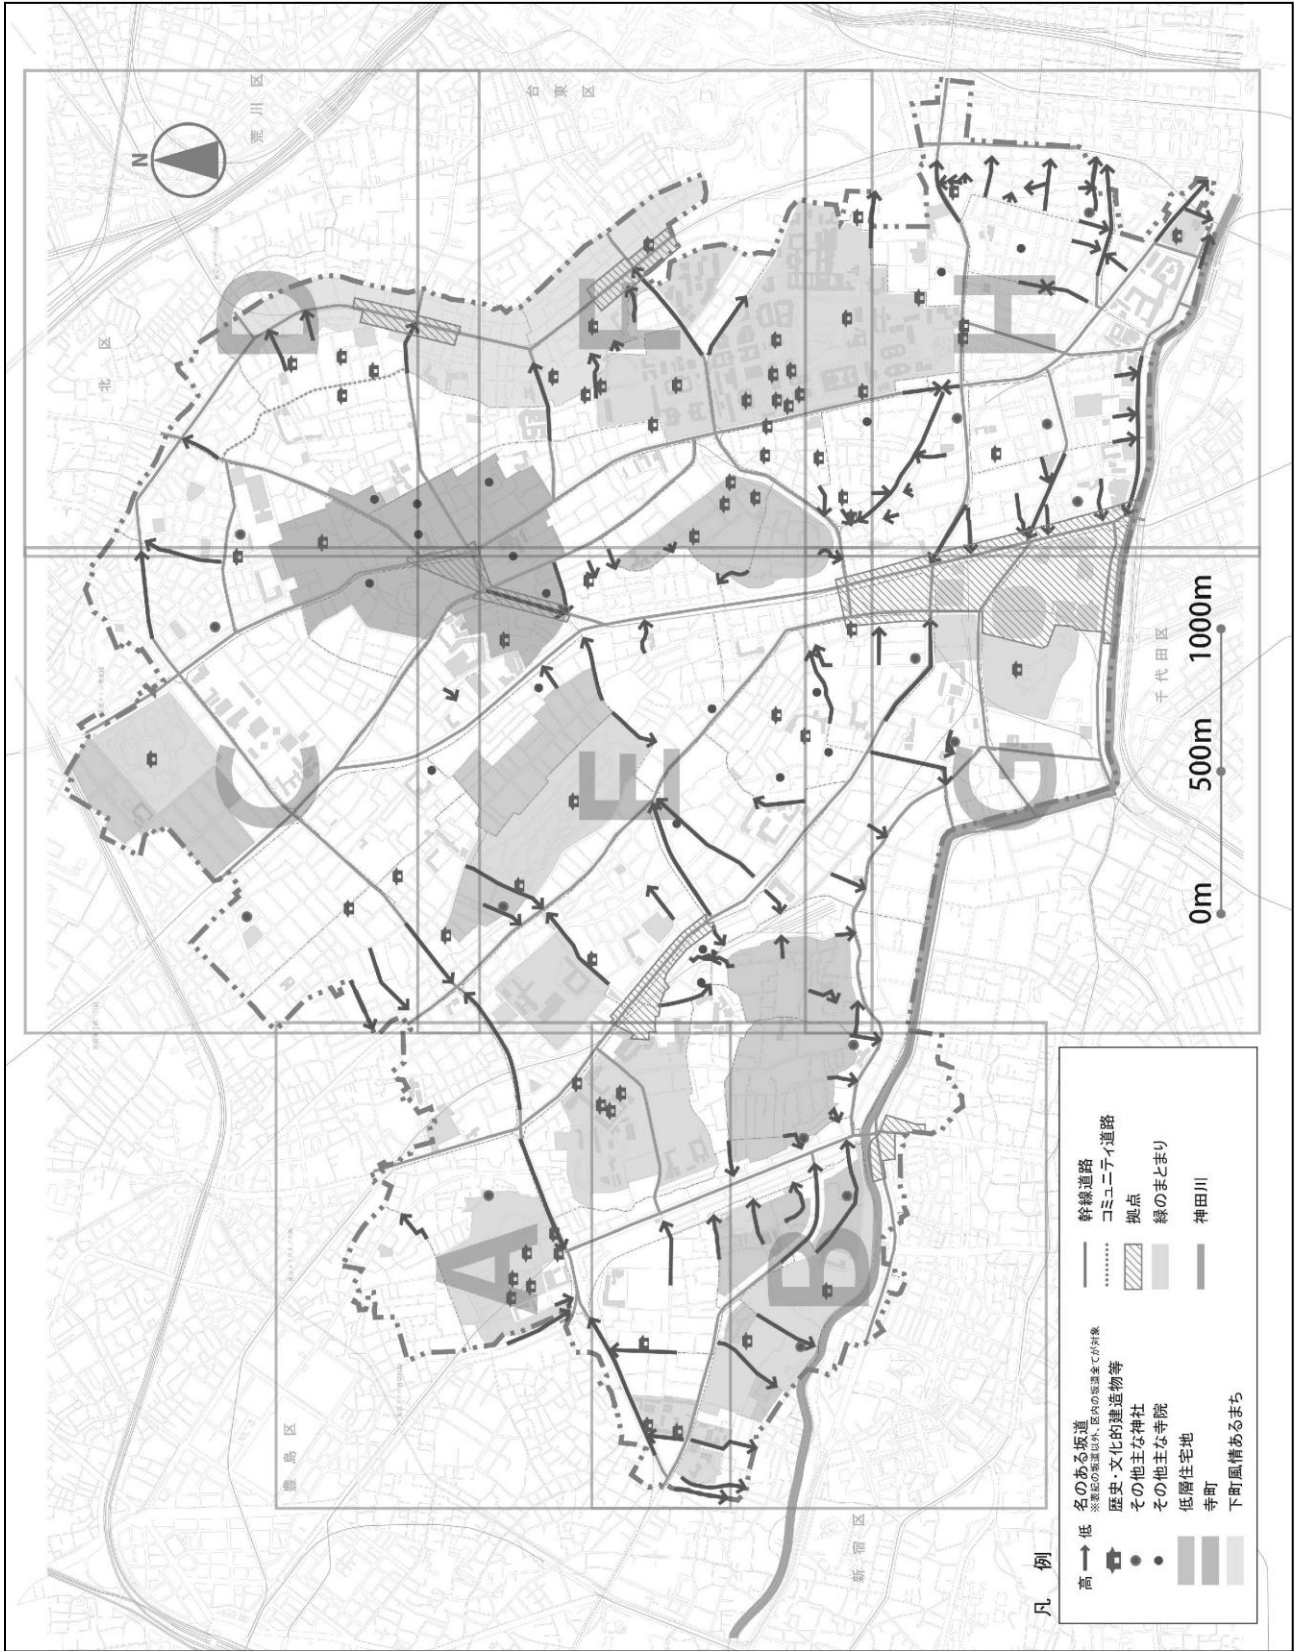 N
荒川区
台東区
北区
豊島区
新宿区
千代田区
A
B
C
D
E
F
G
H
0m 500m 1000m
凡 例
高 低 名のある坂道
※表記の坂道以外、区内の坂道全てが対象
歴史・文化的建造物等
その他主な神社
その他主な寺院
低層住宅地
寺町
下町風情あるまち
幹線道路
コミュニティ道路
拠点
緑のまとまり
神田川